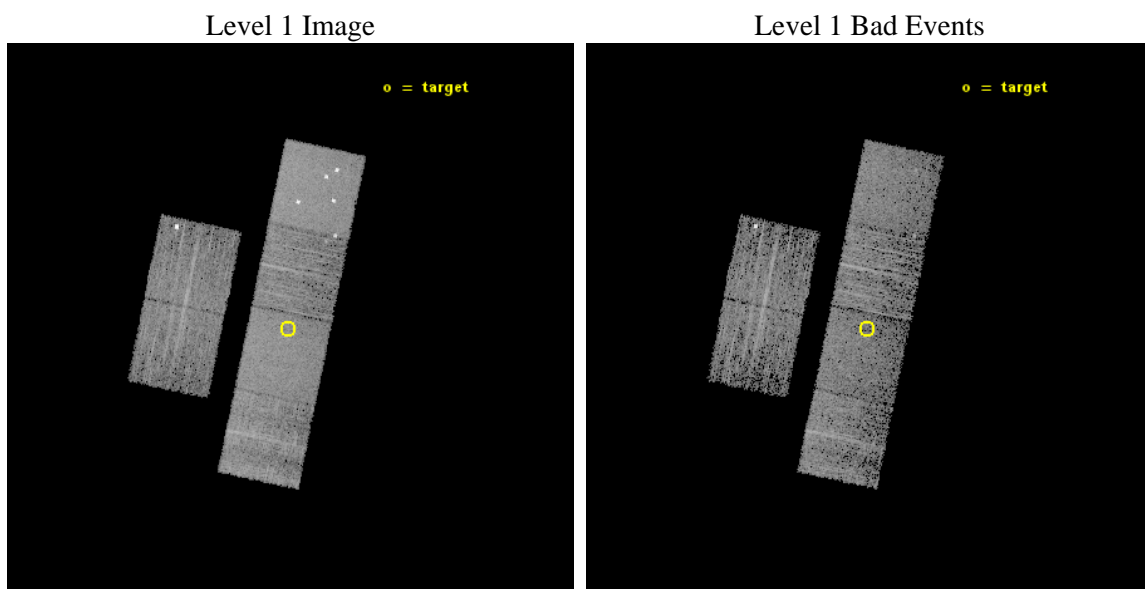 Level 1 Image
Level 1 Bad Events
o = target
o = target